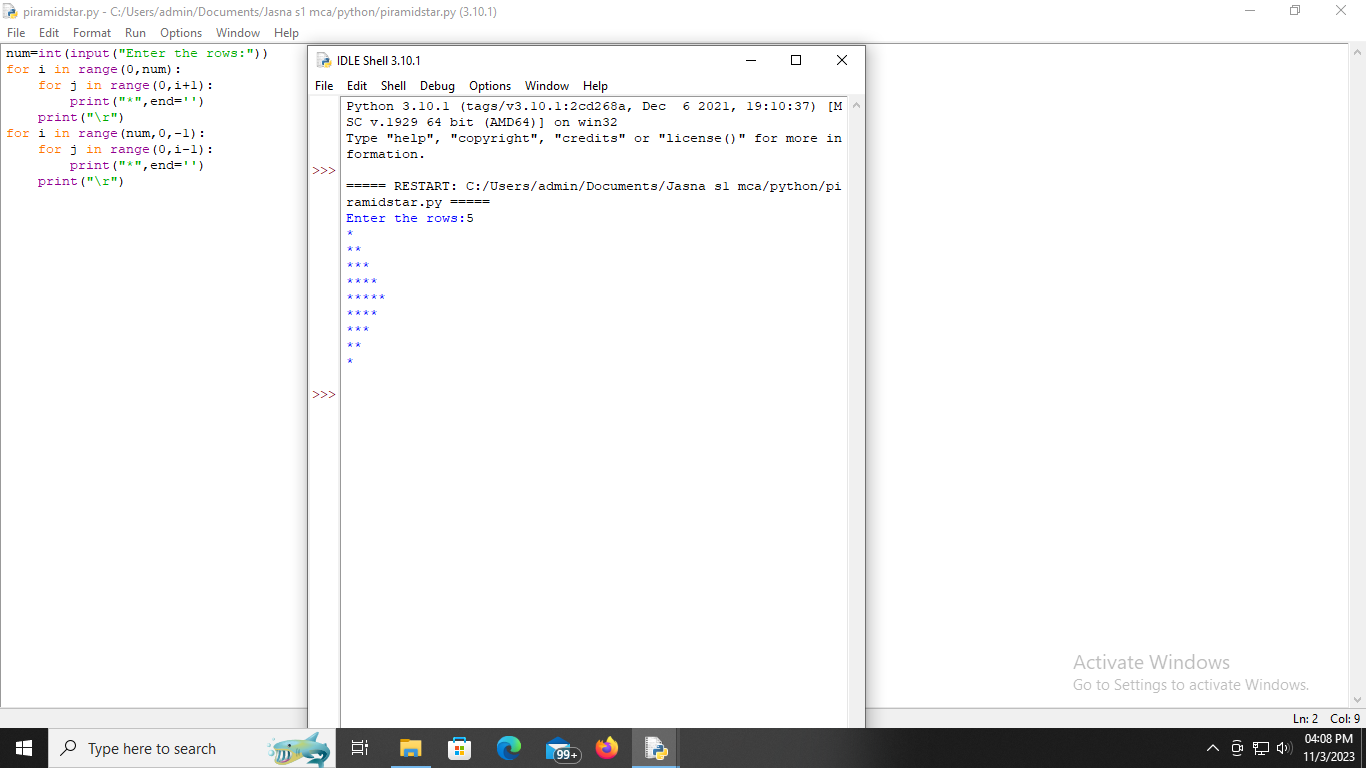 piramidstar.py - C:/Users/admin/Documents/Jasna s1 mca/python/piramidstar.py (3.10.1)
File Edit Format Run Options Window Help
num=int(input("Enter the rows:"))
for i in range(0,num):
    for j in range(0,i+1):
        print("*",end='')
    print("\r")
for i in range(num,0,-1):
    for j in range(0,i-1):
        print("*",end='')
    print("\r")
IDLE Shell 3.10.1
File Edit Shell Debug Options Window Help
Python 3.10.1 (tags/v3.10.1:2cd268a, Dec  6 2021, 19:10:37) [M
SC v.1929 64 bit (AMD64)] on win32
Type "help", "copyright", "credits" or "license()" for more in
formation.
>>>
===== RESTART: C:/Users/admin/Documents/Jasna s1 mca/python/pi
ramidstar.py =====
Enter the rows:5
*
**
***
****
*****
****
***
**
*
>>>
Activate Windows
Go to Settings to activate Windows.
Ln: 2 Col: 9
Type here to search
99+
04:08 PM
11/3/2023